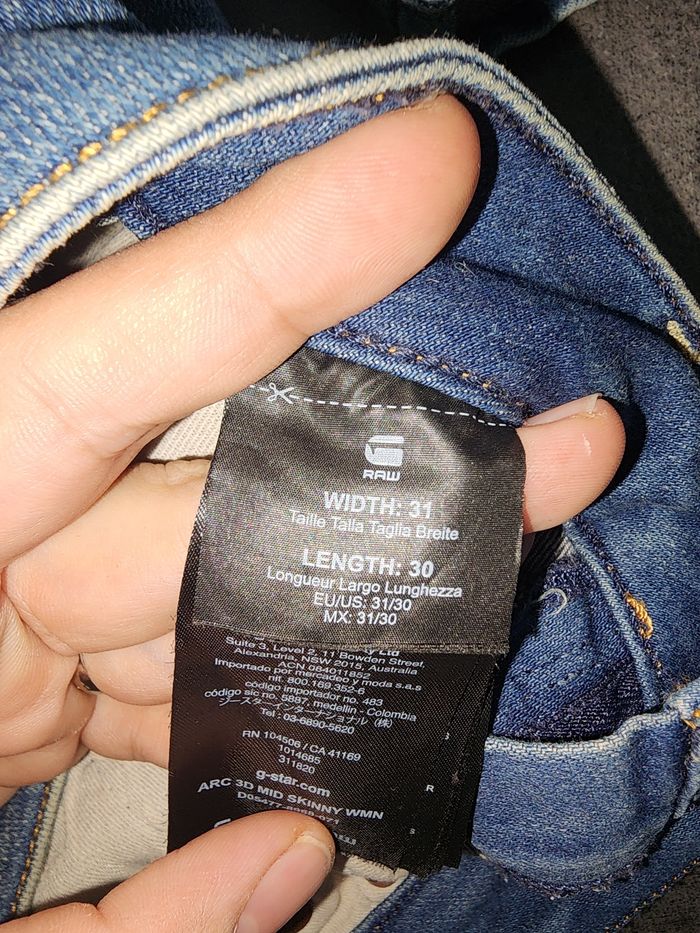 RAW
WIDTH: 31
Taille Talla Taglia Breite
LENGTH: 30
Longueur Largo Lunghezza
EU/US: 31/30
MX: 31/30
Ltd
Suite 3, Level 2, 11 Bowden Street,
Alexandria, NSW 2015, Australia
ACN 084011852
Importado por mercadeo y moda s.a.s
nit. 800.169.352-6
código importador no. 483
código sic no. 5887, medellin - Colombia
ジースターインターナショナル (株)
Tel : 03-6890-5620
RN 104506 / CA 41169
1014685
311820
g-star.com
ARC 3D MID SKINNY WMN
R
S